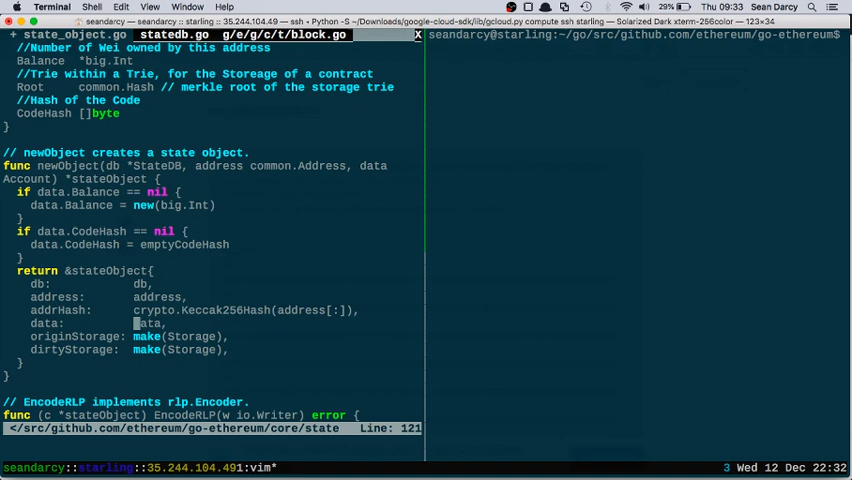 Shell Edit View Window Help 29% Thu 09:33 Sean Darcy
seandarcy — seandarcy :: starling :: 35.244.104.49 — ssh • Python -S ~/Downloads/google-cloud-sdk/lib/gcloud.py compute ssh starling — Solarized Dark xterm-256color — 123×34
+ state_object.go statedb.go g/e/g/c/t/block.go X
seandarcy@starling:~/go/src/github.com/ethereum/go-ethereum$
//Number of Wei owned by this address
Balance *big.Int
//Trie within a Trie, for the Storeage of a contract
Root common.Hash // merkle root of the storage trie
//Hash of the Code
CodeHash []byte
}
// newObject creates a state object.
func newObject(db *StateDB, address common.Address, data
Account) *stateObject {
if data.Balance == nil {
data.Balance = new(big.Int)
}
if data.CodeHash == nil {
data.CodeHash = emptyCodeHash
}
return &stateObject{
db: db,
address: address,
addrHash: crypto.Keccak256Hash(address[:]),
data: data,
originStorage: make(Storage),
dirtyStorage: make(Storage),
}
}
// EncodeRLP implements rlp.Encoder.
func (c *stateObject) EncodeRLP(w io.Writer) error {
</src/github.com/ethereum/go-ethereum/core/state Line: 121
seandarcy::starling::35.244.104.491:vim* 3 Wed 12 Dec 22:32